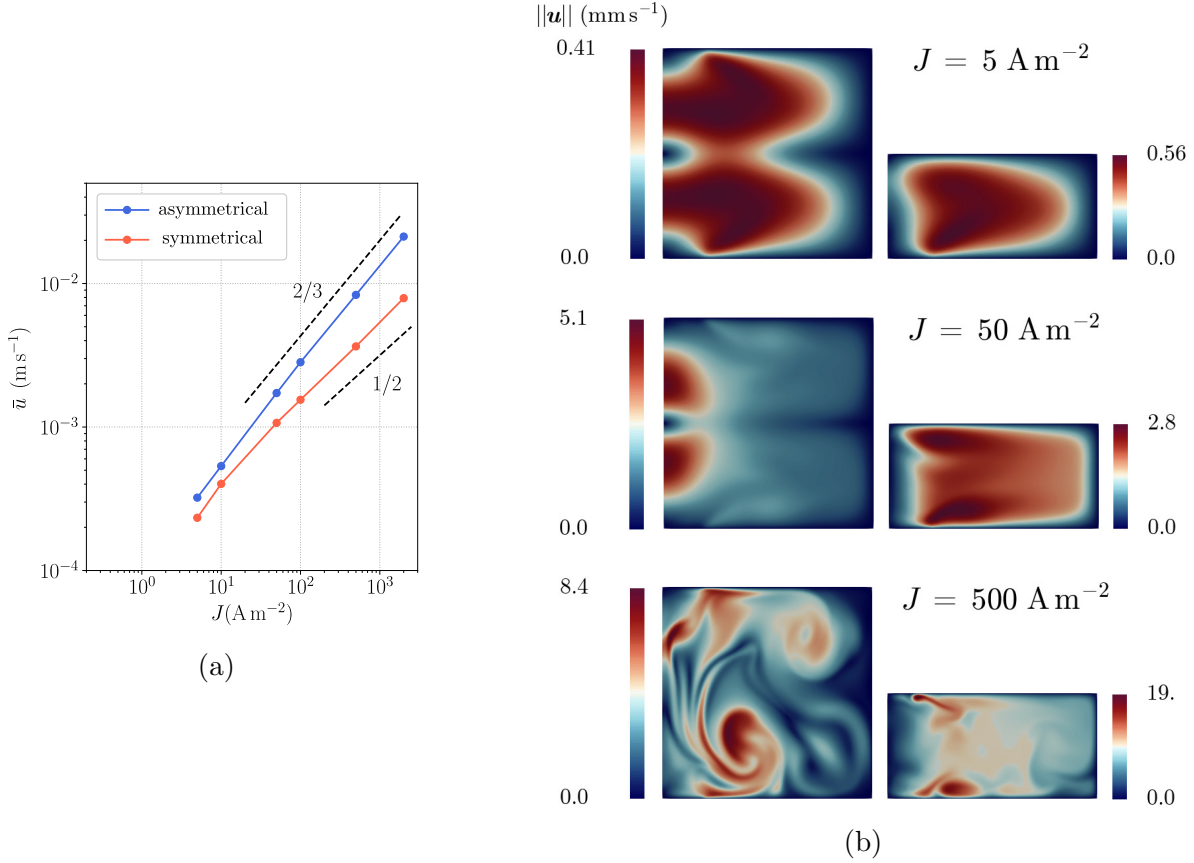 asymmetrical
symmetrical
2/3
1/2
10⁻²
10⁻³
10⁻⁴
ū (m s⁻¹)
10⁰ 10¹ 10² 10³
J(A m⁻²)
(a)
||u|| (mm s⁻¹)
0.41
0.0
J = 5 A m⁻²
0.56
0.0
5.1
0.0
J = 50 A m⁻²
2.8
0.0
8.4
0.0
J = 500 A m⁻²
19.
0.0
(b)